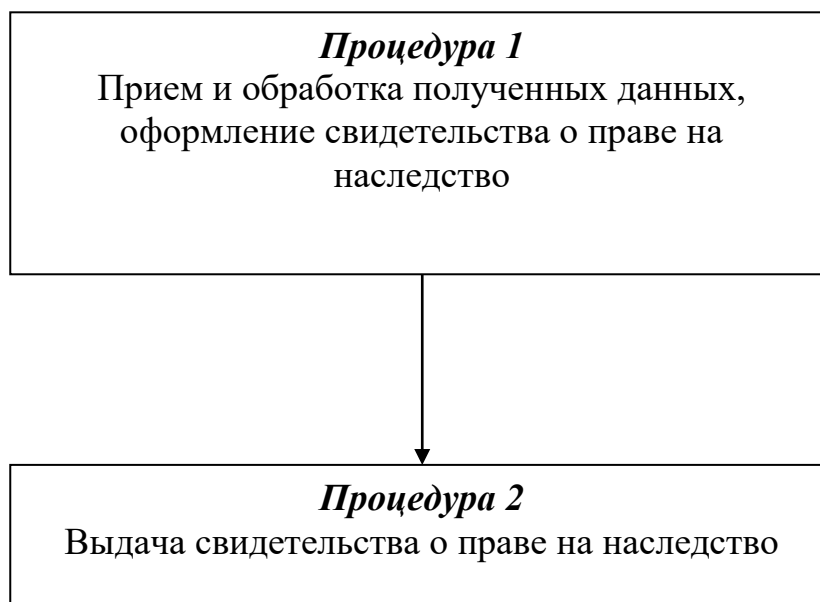 Процедура 1
Прием и обработка полученных данных,
оформление свидетельства о праве на
наследство
Процедура 2
Выдача свидетельства о праве на наследство